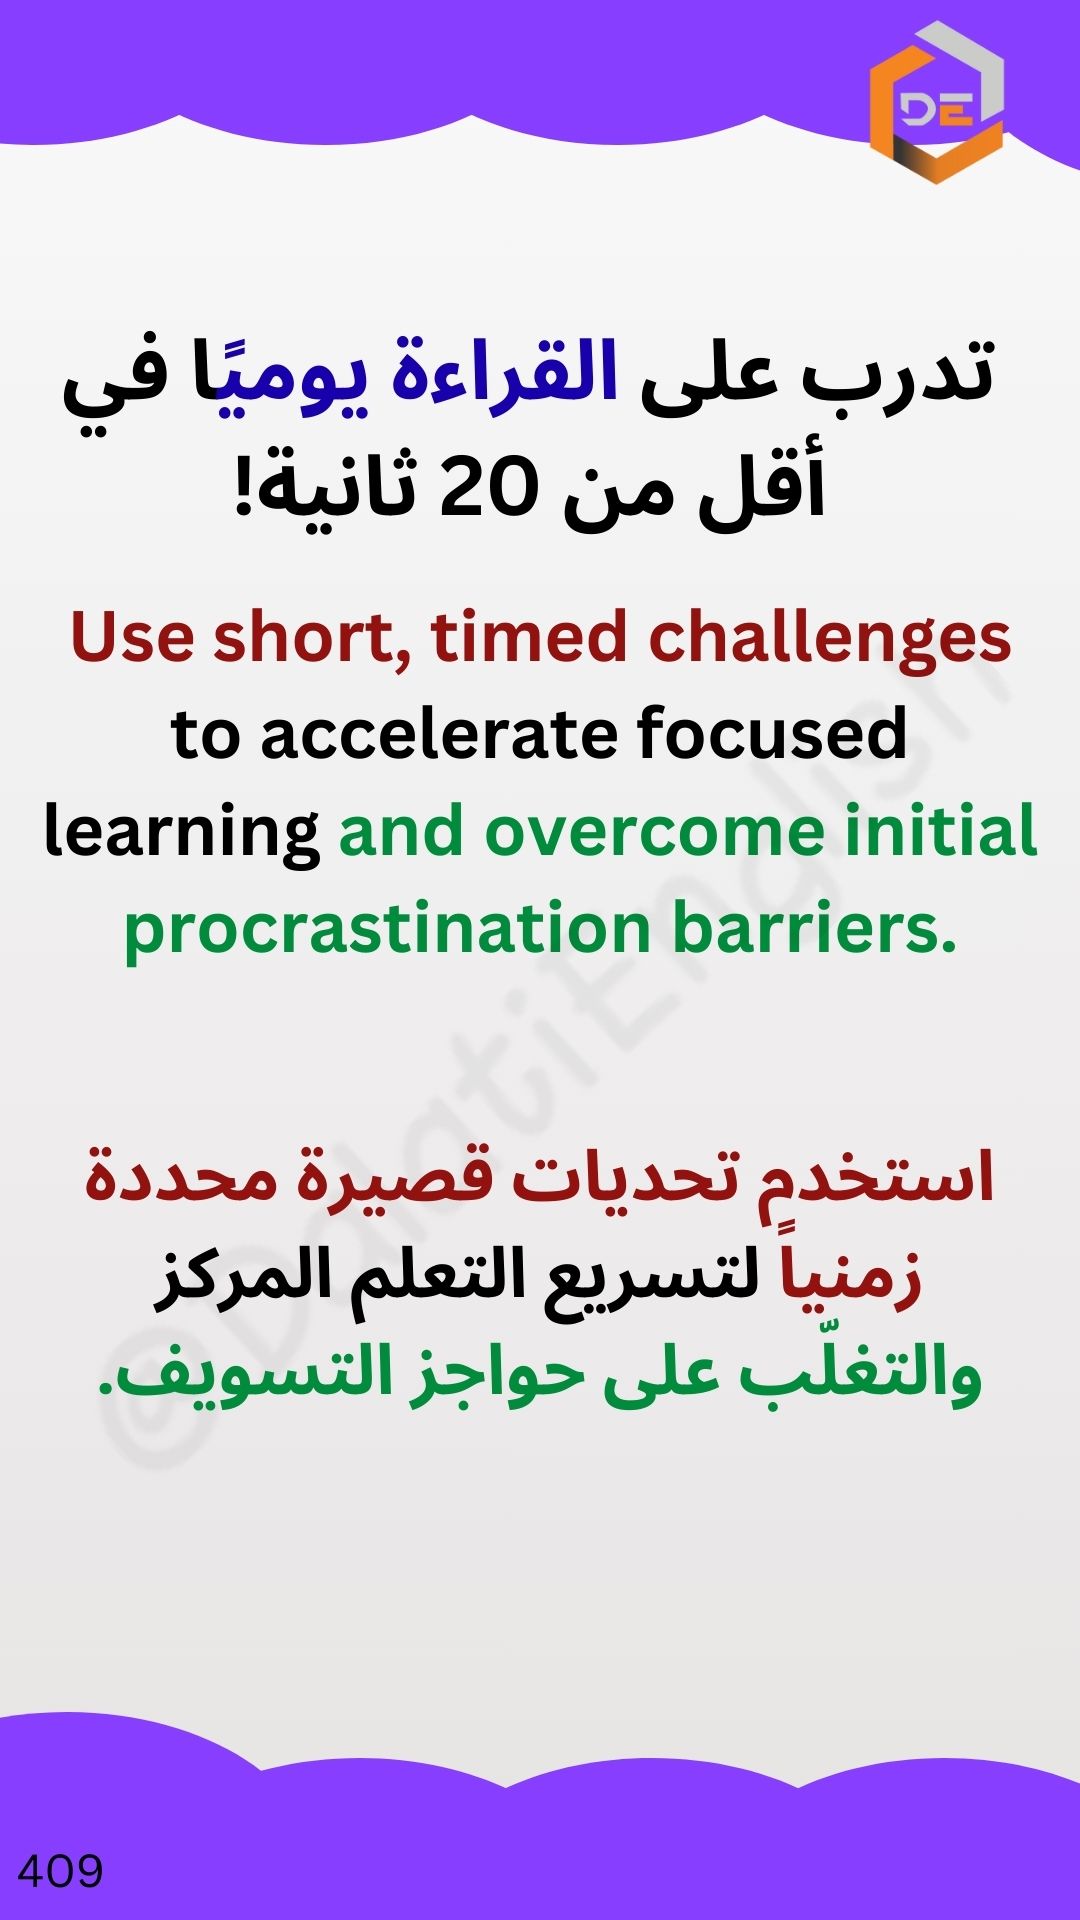 DE
تدرب على القراءة يوميًا في
أقل من 20 ثانية!
Use short, timed challenges
to accelerate focused
learning and overcome initial
procrastination barriers.
استخدم تحديات قصيرة محددة
زمنياً لتسريع التعلم المركز
والتغلّب على حواجز التسويف.
@DalatiEnglish
409